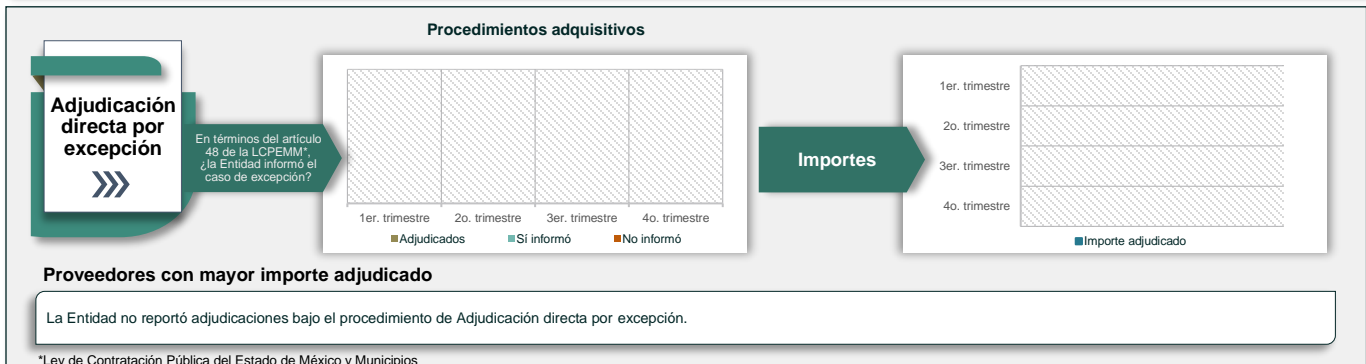 Procedimientos adquisitivos
Adjudicación
directa por
excepción
En términos del artículo
48 de la LCPEMM*,
¿la Entidad informó el
caso de excepción?
1er. trimestre
2o. trimestre
3er. trimestre
4o. trimestre
Adjudicados
Sí informó
No informó
Importes
1er. trimestre
2o. trimestre
3er. trimestre
4o. trimestre
Importe adjudicado
Proveedores con mayor importe adjudicado
La Entidad no reportó adjudicaciones bajo el procedimiento de Adjudicación directa por excepción.
*Ley de Contratación Pública del Estado de México y Municipios